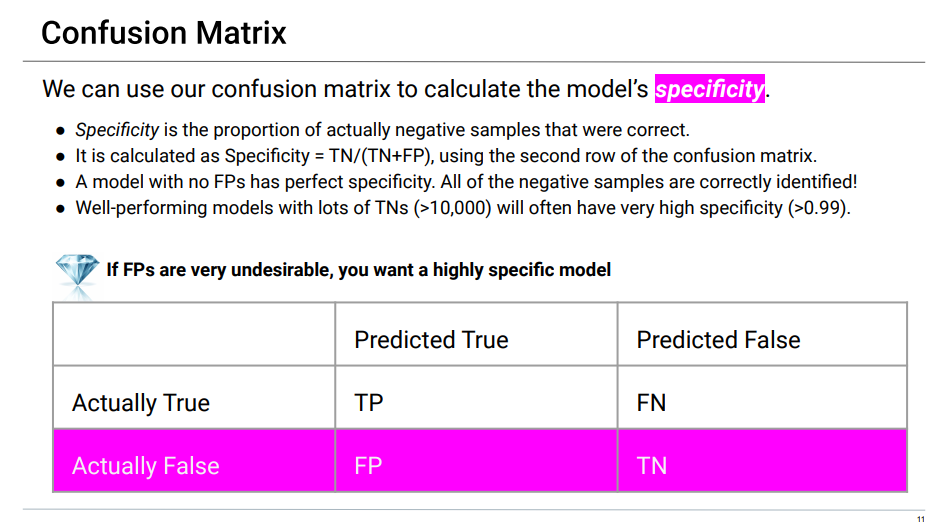 Confusion Matrix
We can use our confusion matrix to calculate the model’s specificity.
● Specificity is the proportion of actually negative samples that were correct.
● It is calculated as Specificity = TN/(TN+FP), using the second row of the confusion matrix.
● A model with no FPs has perfect specificity. All of the negative samples are correctly identified!
● Well-performing models with lots of TNs (>10,000) will often have very high specificity (>0.99).
If FPs are very undesirable, you want a highly specific model
Predicted True Predicted False
Actually True TP FN
Actually False FP TN
11